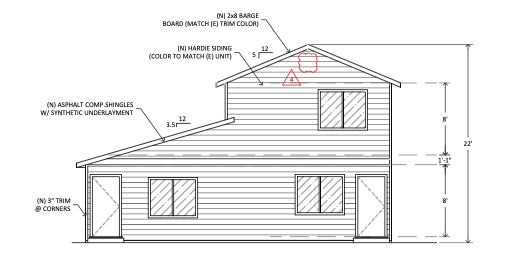 (N) 2x8 BARGE
BOARD (MATCH (E) TRIM COLOR)
(N) HARDIE SIDING
(COLOR TO MATCH (E) UNIT)
12
5
4
(N) ASPHALT COMP.SHINGLES
W/ SYNTHETIC UNDERLAYMENT
12
3.5
8'
22'
1'-1"
8'
(N) 3" TRIM
@ CORNERS